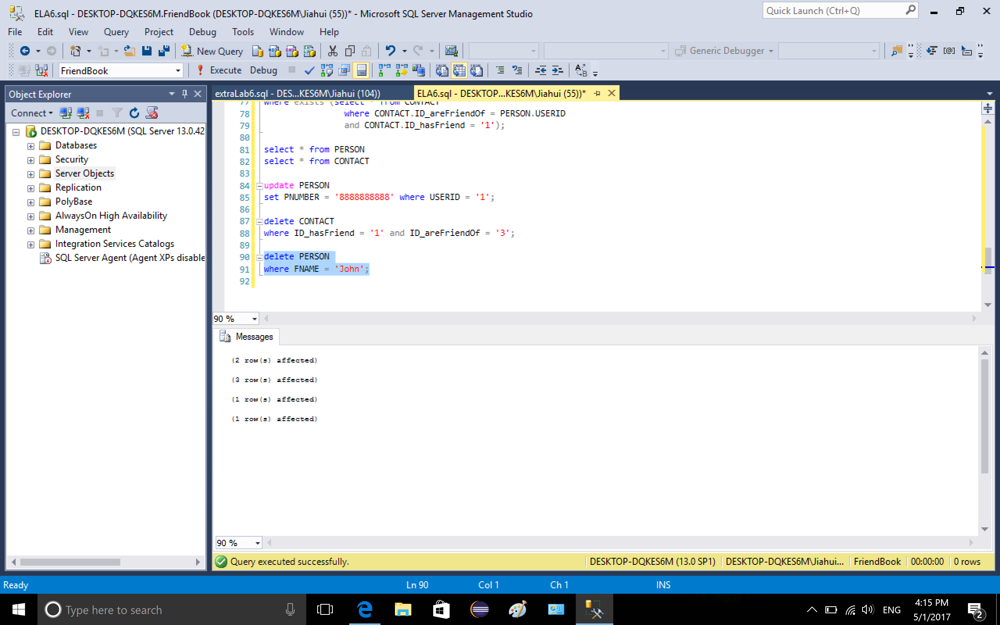 ELA6.sql - DESKTOP-DQKES6M.FriendBook (DESKTOP-DQKES6M\Jiahui (55))* - Microsoft SQL Server Management Studio
Quick Launch (Ctrl+Q)
File Edit View Query Project Debug Tools Window Help
New Query
Generic Debugger
FriendBook
Execute Debug
Object Explorer
extraLab6.sql - DES...KES6M\Jiahui (104))
ELA6.sql - DESKTOP...KES6M\Jiahui (55))*
Connect
DESKTOP-DQKES6M (SQL Server 13.0.42
Databases
Security
Server Objects
Replication
PolyBase
AlwaysOn High Availability
Management
Integration Services Catalogs
SQL Server Agent (Agent XPs disable
77 where exists (select * from CONTACT
78 where CONTACT.ID_areFriendOf = PERSON.USERID
79 and CONTACT.ID_hasFriend = '1');
80
81 select * from PERSON
82 select * from CONTACT
83
84 update PERSON
85 set PNUMBER = '8888888888' where USERID = '1';
86
87 delete CONTACT
88 where ID_hasFriend = '1' and ID_areFriendOf = '3';
89
90 delete PERSON
91 where FNAME = 'John';
92
90 %
Messages
(2 row(s) affected)
(3 row(s) affected)
(1 row(s) affected)
(1 row(s) affected)
90 %
Query executed successfully.
DESKTOP-DQKES6M (13.0 SP1) DESKTOP-DQKES6M\Jiahui... FriendBook 00:00:00 0 rows
Ready Ln 90 Col 1 Ch 1 INS
Type here to search
ENG
4:15 PM
5/1/2017
2